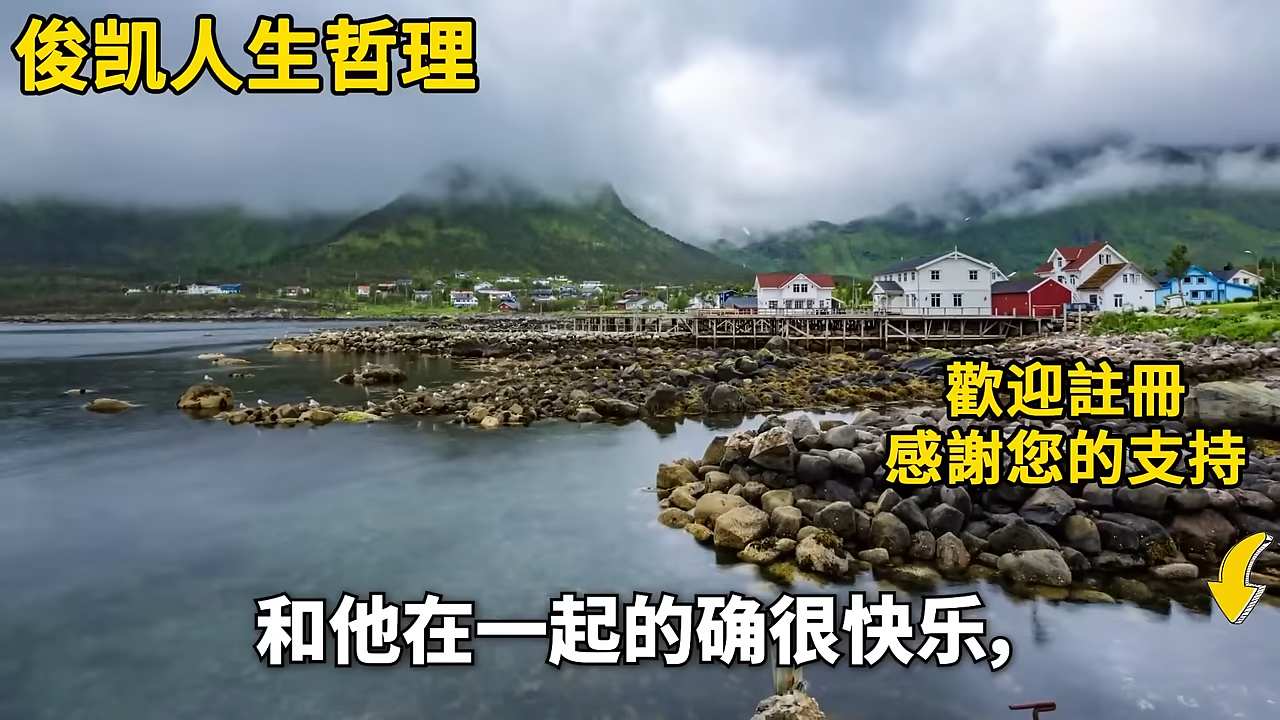 俊凯人生哲理
歡迎註冊
感謝您的支持
和他在一起的确很快乐,